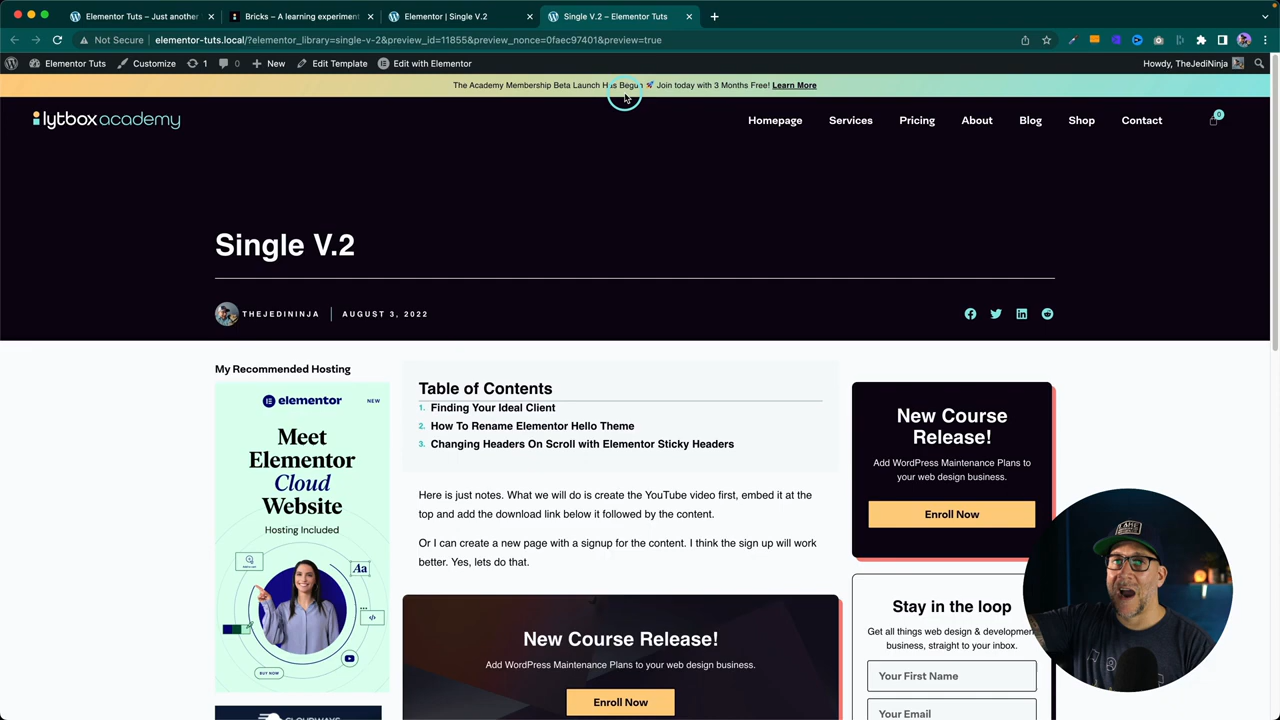 Elementor Tuts – Just another
Bricks – A learning experiment
Elementor | Single V.2
Single V.2 – Elementor Tuts
Not Secure
elementor-tuts.local/?elementor_library=single-v-2&preview_id=11855&preview_nonce=0faec97401&preview=true
Elementor Tuts
Customize
1
0
New
Edit Template
Edit with Elementor
Howdy, TheJediNinja
The Academy Membership Beta Launch Has Begun 🚀 Join today with 3 Months Free! Learn More
lytboxacademy
Homepage
Services
Pricing
About
Blog
Shop
Contact
0
Single V.2
THEJEDININJA
AUGUST 3, 2022
My Recommended Hosting
elementor
NEW
Meet
Elementor
Cloud
Website
Hosting Included
Aa
</>
BUY NOW
Table of Contents
1. Finding Your Ideal Client
2. How To Rename Elementor Hello Theme
3. Changing Headers On Scroll with Elementor Sticky Headers
Here is just notes. What we will do is create the YouTube video first, embed it at the
top and add the download link below it followed by the content.
Or I can create a new page with a signup for the content. I think the sign up will work
better. Yes, lets do that.
New Course Release!
Add WordPress Maintenance Plans to your web design business.
Enroll Now
New Course
Release!
Add WordPress Maintenance Plans to
your web design business.
Enroll Now
Stay in the loop
Get all things web design & development
business, straight to your inbox.
Your First Name
Your Email